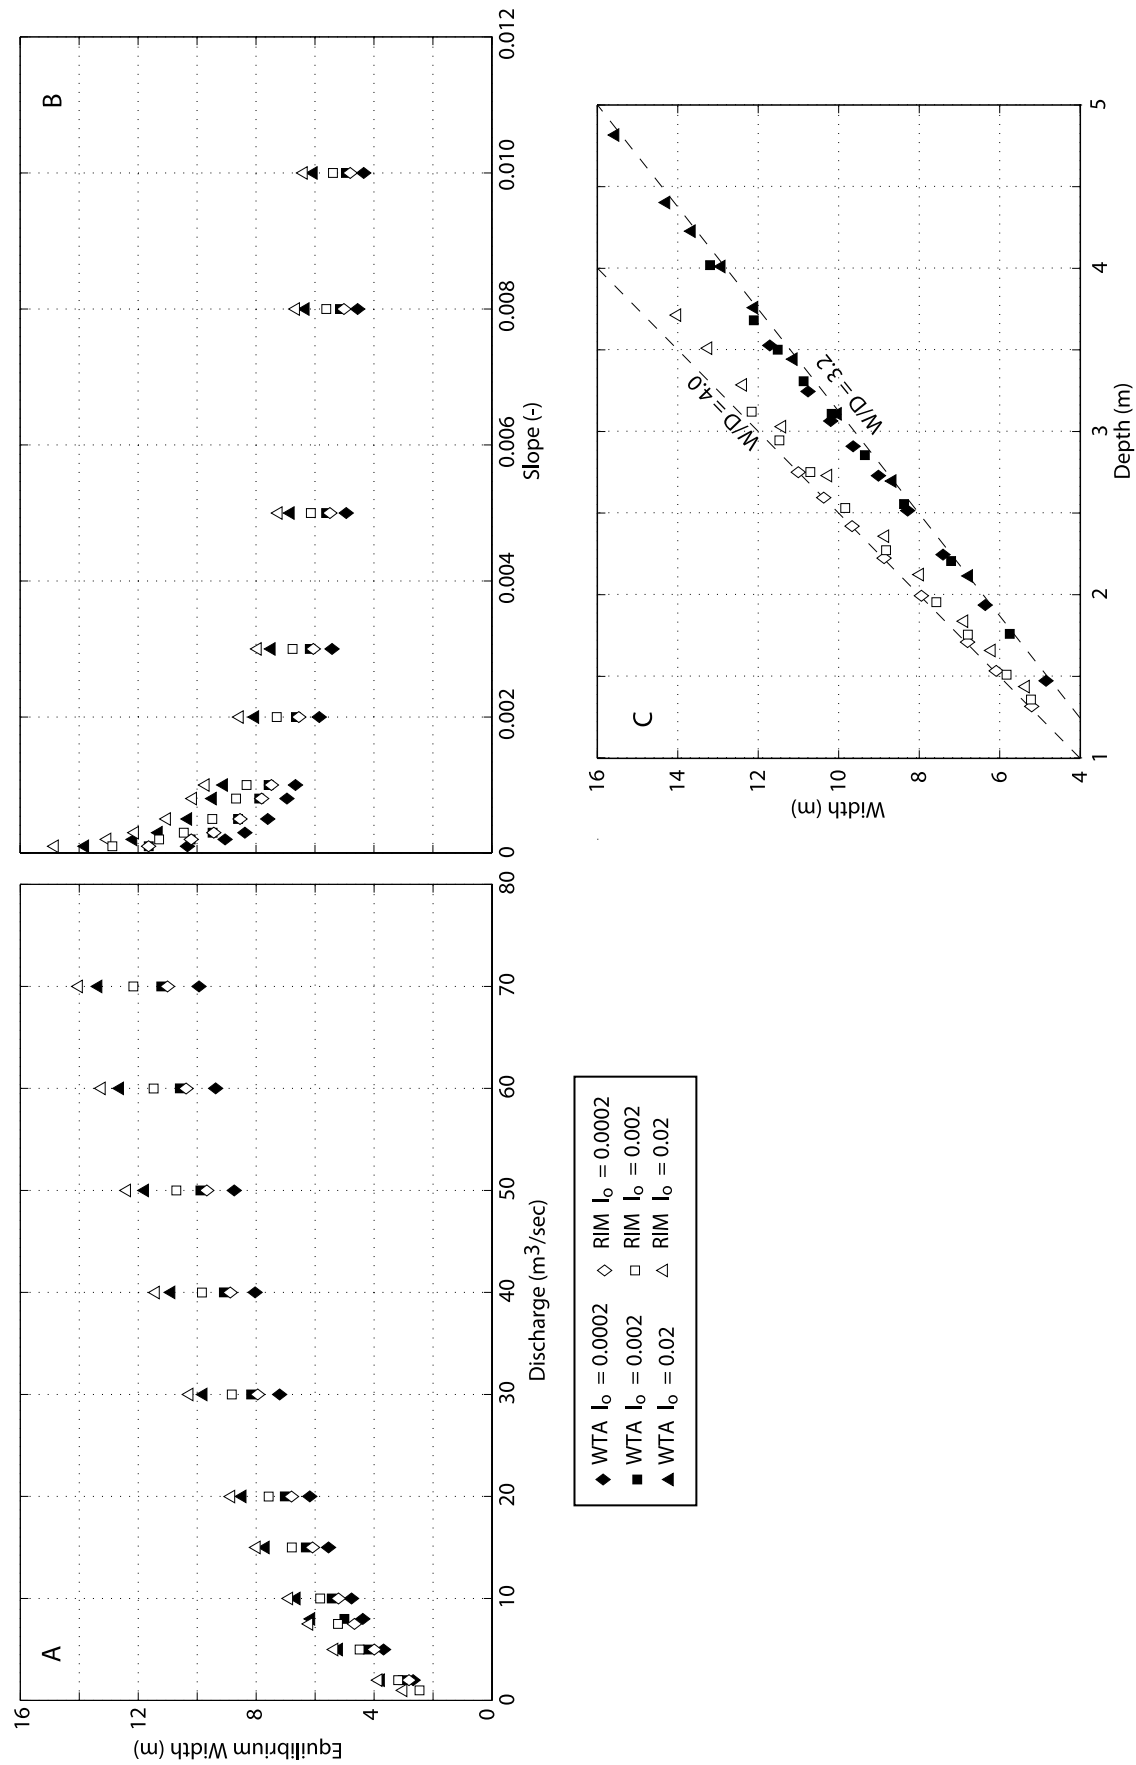 A
16
12
8
4
0
Equilibrium Width (m)
0
10
20
30
40
50
60
70
80
Discharge (m³/sec)
B
0
0.002
0.004
0.006
0.008
0.010
0.012
Slope (-)
◆ WTA Io = 0.0002 ◇ RIM Io = 0.0002
■ WTA Io = 0.002 □ RIM Io = 0.002
▲ WTA Io = 0.02 △ RIM Io = 0.02
C
16
14
12
10
8
6
4
Width (m)
W/D = 4.0
W/D = 3.2
1
2
3
4
5
Depth (m)